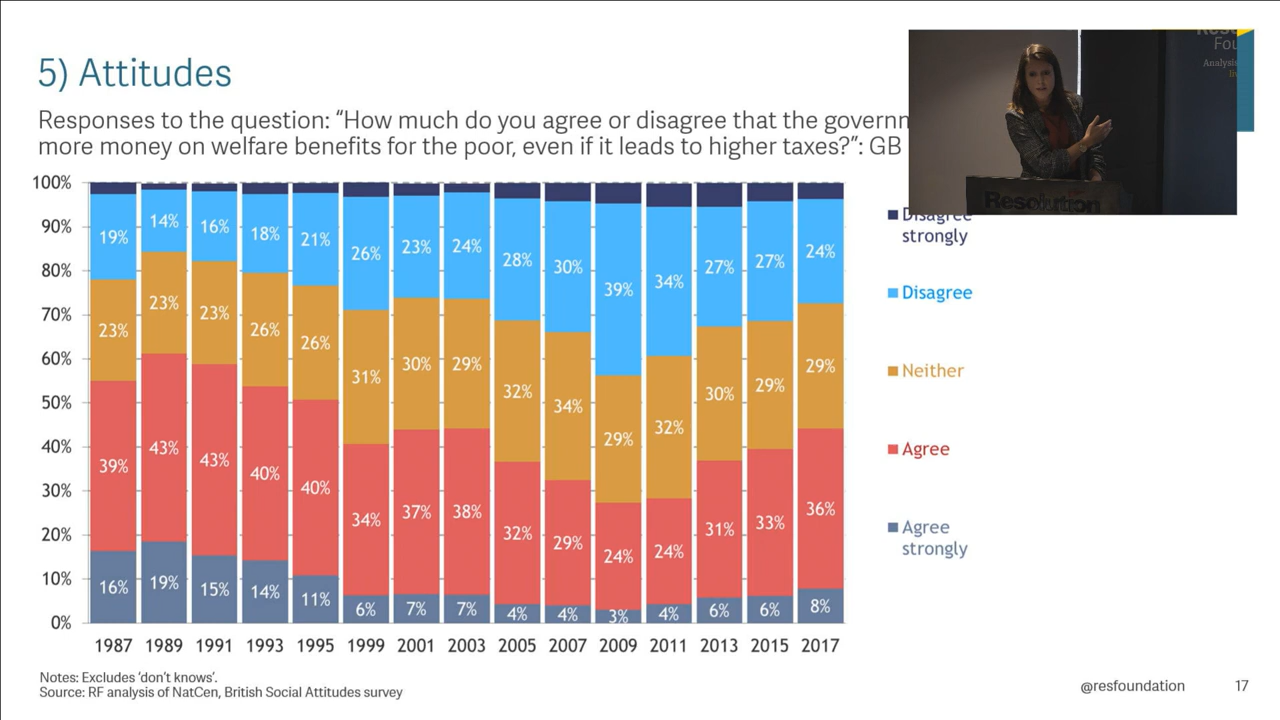 5) Attitudes
Responses to the question: “How much do you agree or disagree that the
more money on welfare benefits for the poor, even if it leads to higher taxes?”: GB
100%
90%
80%
70%
60%
50%
40%
30%
20%
10%
0%
19% 14% 16% 18% 21% 26% 23% 24% 28% 30% 39% 34% 27% 27% 24%
23% 23% 23% 26% 26% 31% 30% 29% 32% 34% 29% 32% 30% 29% 29%
39% 43% 43% 40% 40% 34% 37% 38% 32% 29% 24% 24% 31% 33% 36%
16% 19% 15% 14% 11% 6% 7% 7% 4% 4% 3% 4% 6% 6% 8%
1987 1989 1991 1993 1995 1999 2001 2003 2005 2007 2009 2011 2013 2015 2017
Disagree
strongly
Disagree
Neither
Agree
Agree
strongly
Resolution
Notes: Excludes ‘don’t knows’.
Source: RF analysis of NatCen, British Social Attitudes survey
@resfoundation
17